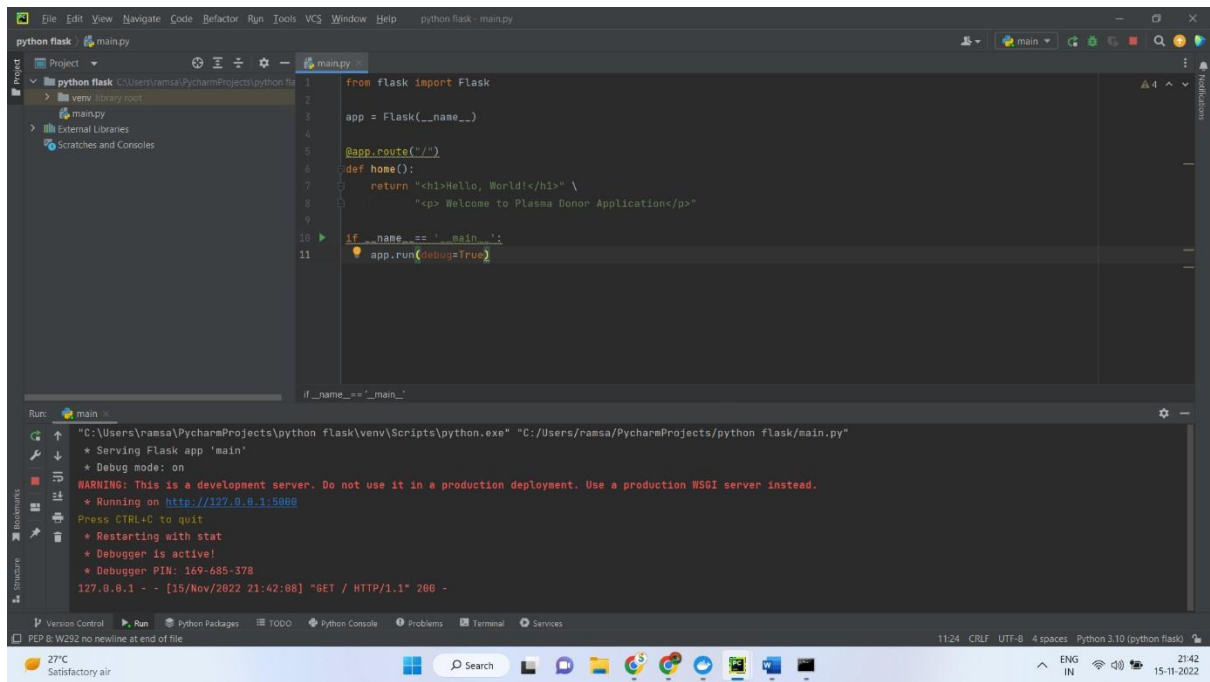 File Edit View Navigate Code Refactor Run Tools VCS Window Help python flask - main.py
python flask main.py
main
Project
main.py
python flask C:\Users\ramsa\PycharmProjects\python fla
venv library root
main.py
External Libraries
Scratches and Consoles
1 from flask import Flask
2
3 app = Flask(__name__)
4
5 @app.route("/")
6 def home():
7 return "<h1>Hello, World!</h1>" \
8 "<p> Welcome to Plasma Donor Application</p>"
9
10 if __name__== '__main__':
11 app.run(debug=True)
4
Project
Notifications
if __name__== '__main__'
Run: main
"C:\Users\ramsa\PycharmProjects\python flask\venv\Scripts\python.exe" "C:/Users/ramsa/PycharmProjects/python flask/main.py"
* Serving Flask app 'main'
* Debug mode: on
WARNING: This is a development server. Do not use it in a production deployment. Use a production WSGI server instead.
* Running on http://127.0.0.1:5000
Press CTRL+C to quit
* Restarting with stat
* Debugger is active!
* Debugger PIN: 169-685-378
127.0.0.1 - - [15/Nov/2022 21:42:08] "GET / HTTP/1.1" 200 -
Bookmarks
Structure
Version Control Run Python Packages TODO Python Console Problems Terminal Services
PEP 8: W292 no newline at end of file 11:24 CRLF UTF-8 4 spaces Python 3.10 (python flask)
27°C
Satisfactory air
Search
ENG
IN
21:42
15-11-2022